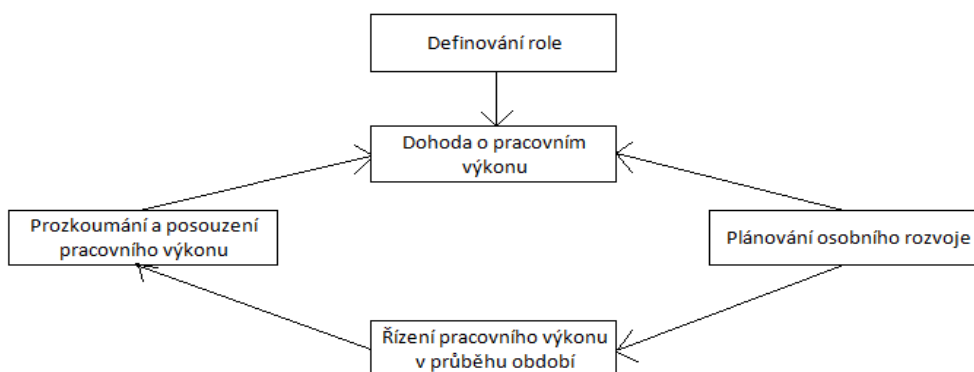 Definování role
Dohoda o pracovním
výkonu
Prozkoumání a posouzení
pracovního výkonu
Plánování osobního rozvoje
Řízení pracovního výkonu
v průběhu období